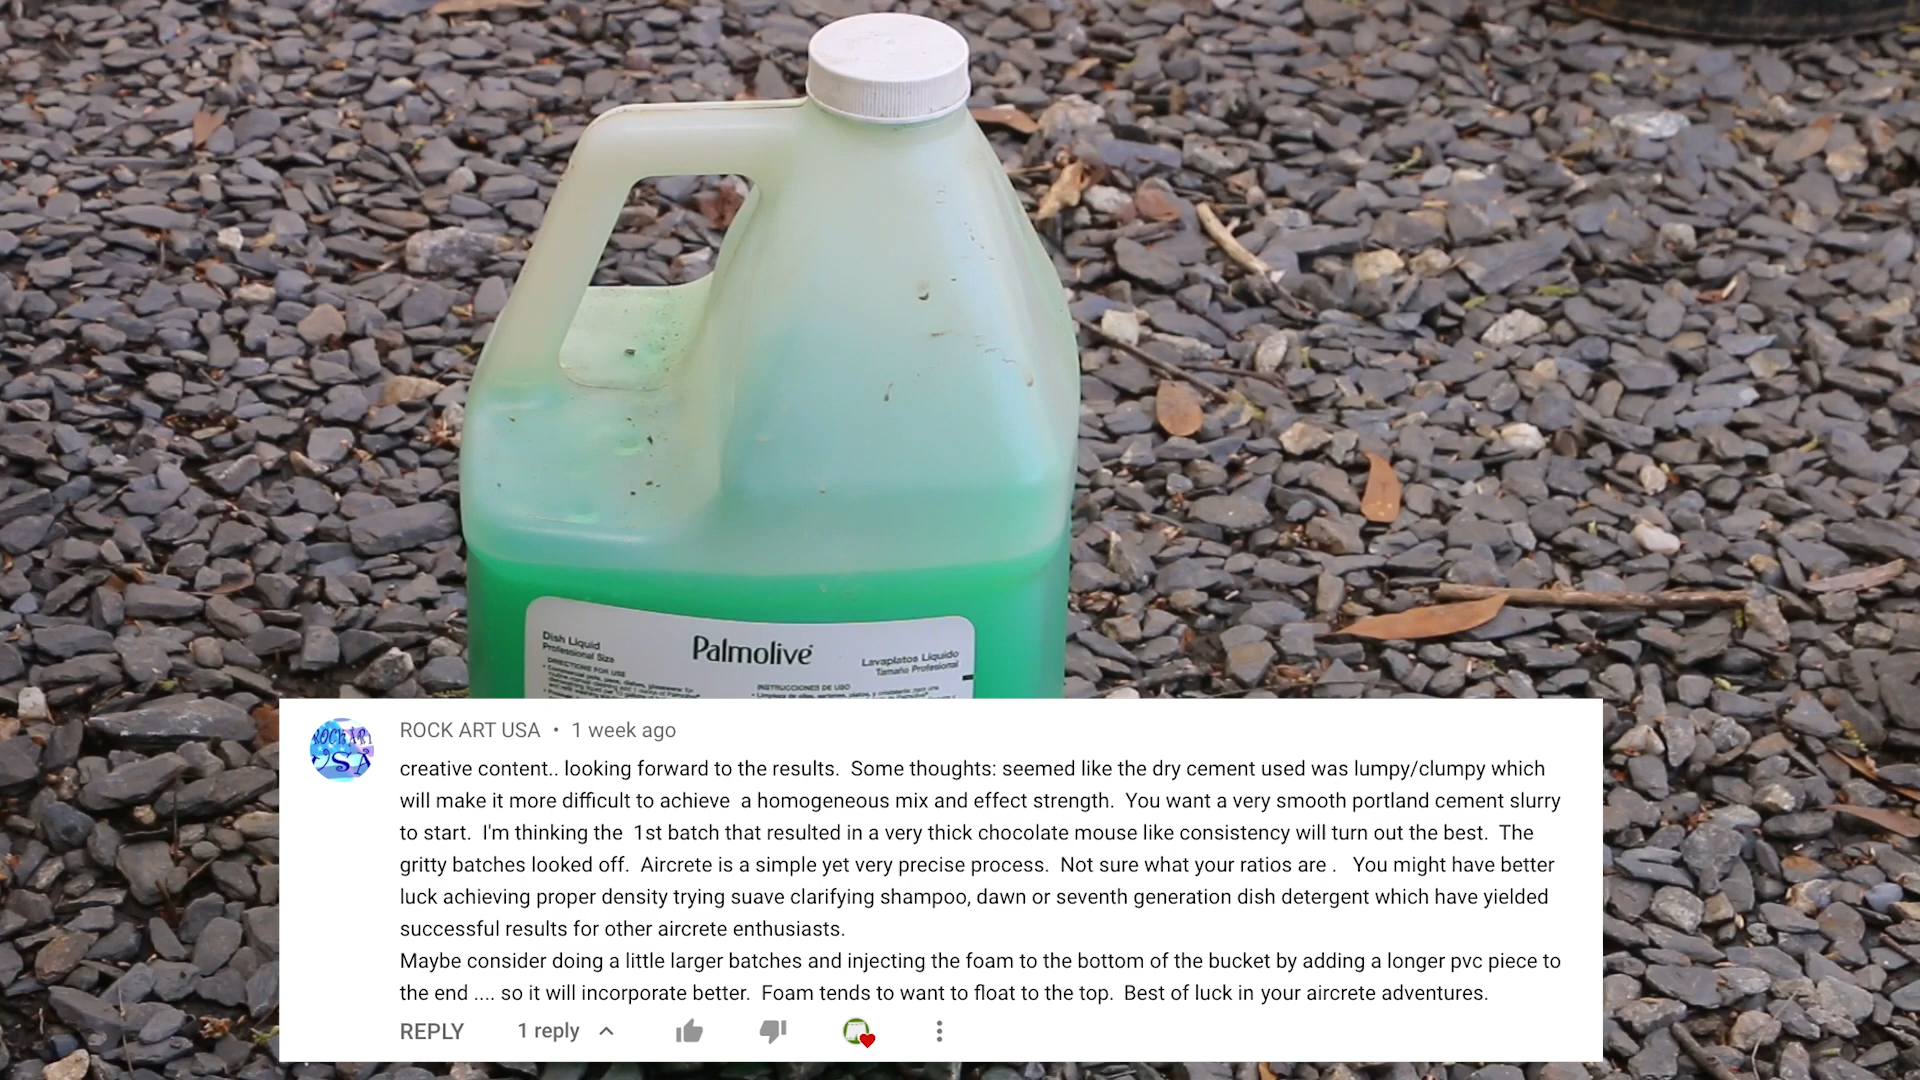 Dish Liquid
Professional Size
Palmolive
Lavaplatos Líquido
Tamaño Profesional
DIRECTIONS FOR USE
INSTRUCCIONES DE USO
ROCK ART USA • 1 week ago
ROCK ART
USA
creative content.. looking forward to the results.  Some thoughts: seemed like the dry cement used was lumpy/clumpy which
will make it more difficult to achieve  a homogeneous mix and effect strength.  You want a very smooth portland cement slurry
to start.  I'm thinking the  1st batch that resulted in a very thick chocolate mouse like consistency will turn out the best.  The
gritty batches looked off.  Aircrete is a simple yet very precise process.  Not sure what your ratios are .   You might have better
luck achieving proper density trying suave clarifying shampoo, dawn or seventh generation dish detergent which have yielded
successful results for other aircrete enthusiasts.
Maybe consider doing a little larger batches and injecting the foam to the bottom of the bucket by adding a longer pvc piece to
the end .... so it will incorporate better.  Foam tends to want to float to the top.  Best of luck in your aircrete adventures.
REPLY 1 reply